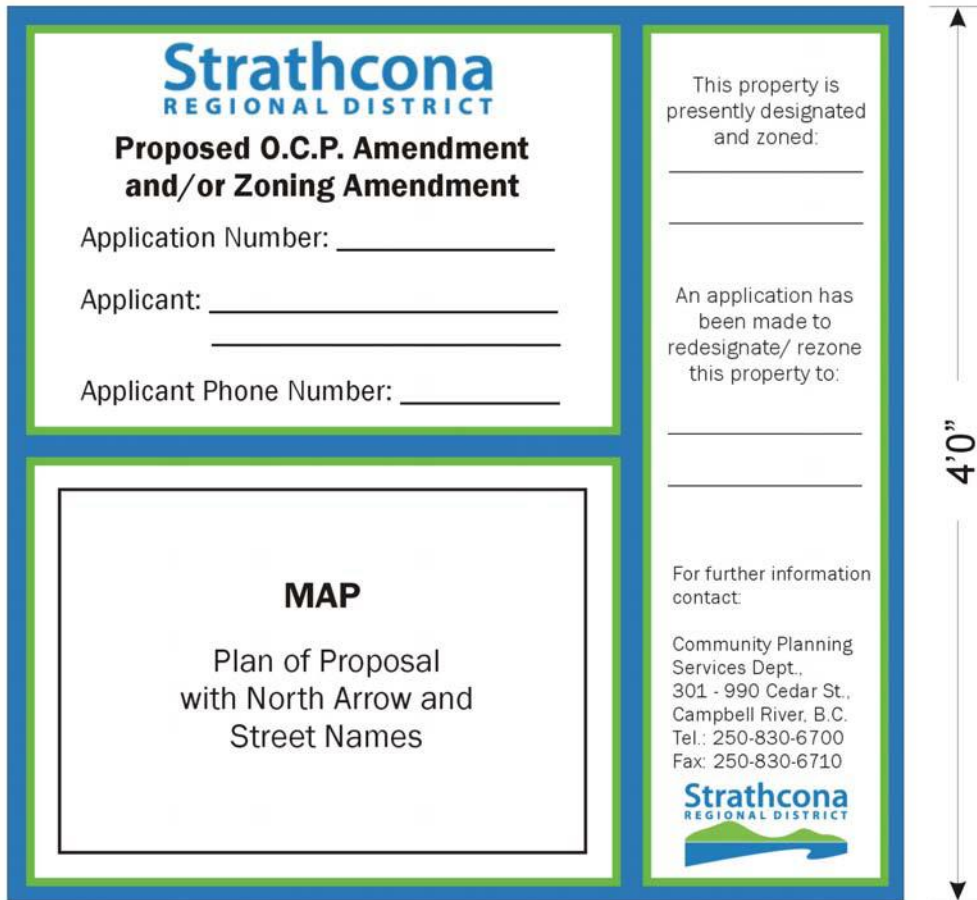 Strathcona
REGIONAL DISTRICT
Proposed O.C.P. Amendment
and/or Zoning Amendment
Application Number:
Applicant:
Applicant Phone Number:
MAP
Plan of Proposal
with North Arrow and
Street Names
This property is
presently designated
and zoned:
An application has
been made to
redesignate/ rezone
this property to:
For further information
contact:
Community Planning
Services Dept.,
301 - 990 Cedar St.,
Campbell River, B.C.
Tel.: 250-830-6700
Fax: 250-830-6710
Strathcona
REGIONAL DISTRICT
4'0"